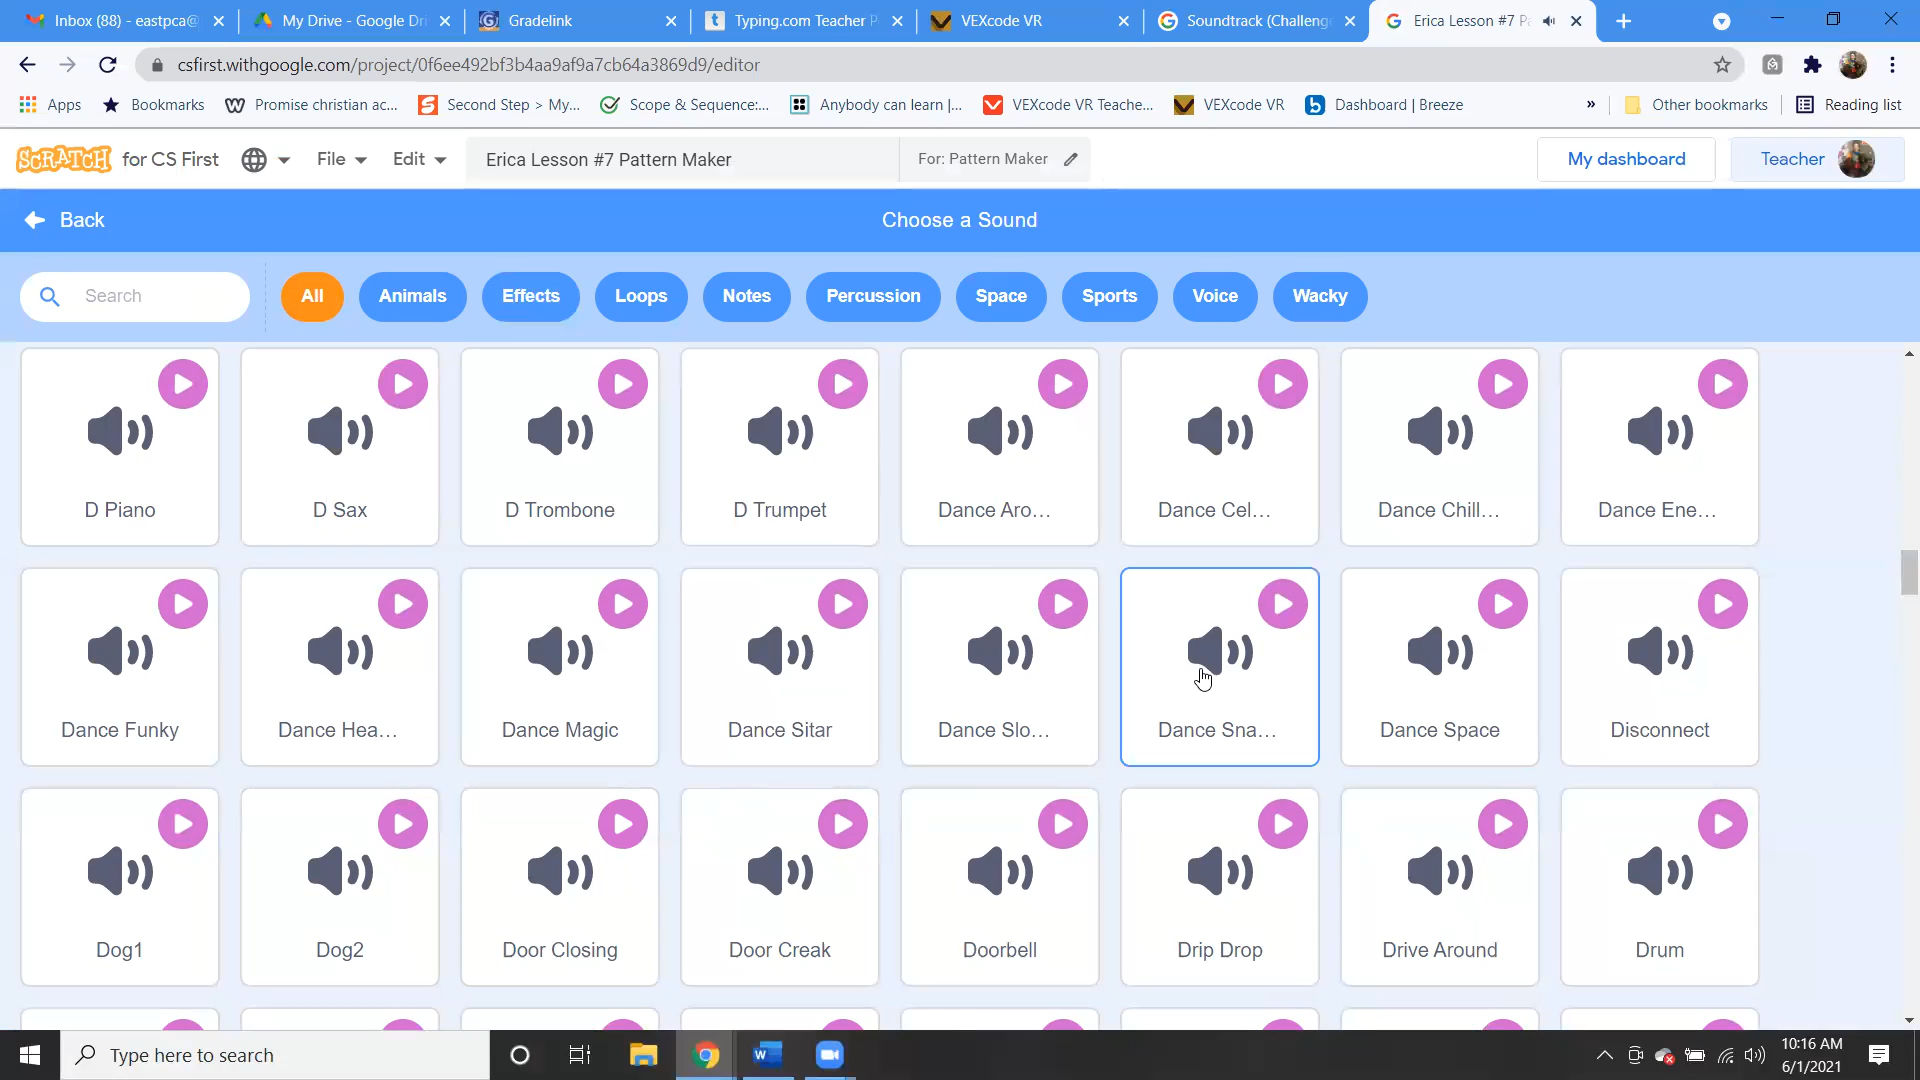 Inbox (88) - eastpca@ My Drive - Google Dri Gradelink Typing.com Teacher P VEXcode VR Soundtrack (Challeng Erica Lesson #7 Pa
csfirst.withgoogle.com/project/0f6ee492bf3b4aa9af9a7cb64a3869d9/editor
Apps Bookmarks Promise christian ac... Second Step > My... Scope & Sequence:... Anybody can learn |... VEXcode VR Teache... VEXcode VR Dashboard | Breeze » Other bookmarks Reading list
SCRATCH for CS First File Edit Erica Lesson #7 Pattern Maker For: Pattern Maker My dashboard Teacher
Back Choose a Sound
Search All Animals Effects Loops Notes Percussion Space Sports Voice Wacky
D Piano D Sax D Trombone D Trumpet Dance Aro... Dance Cel... Dance Chill... Dance Ene...
Dance Funky Dance Hea... Dance Magic Dance Sitar Dance Slo... Dance Sna... Dance Space Disconnect
Dog1 Dog2 Door Closing Door Creak Doorbell Drip Drop Drive Around Drum
Type here to search
10:16 AM
6/1/2021